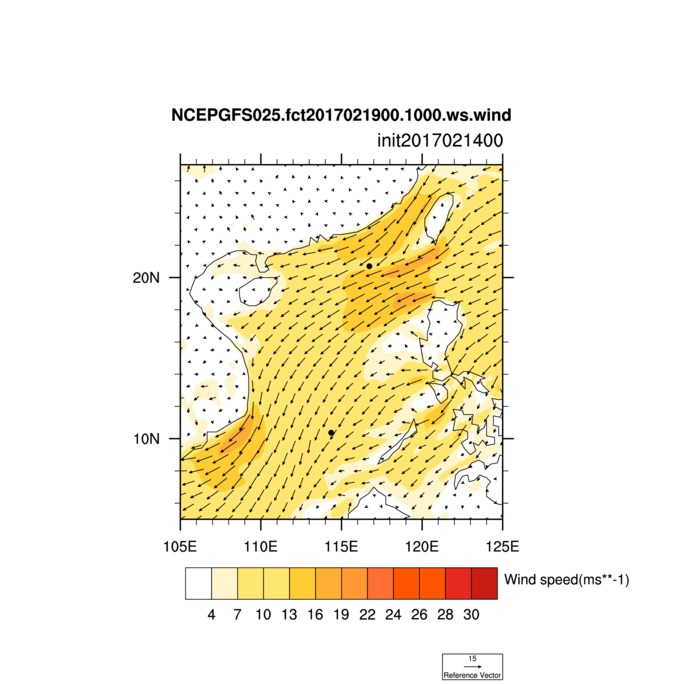 NCEPGFS025.fct2017021900.1000.ws.wind
init2017021400
20N
10N
105E 110E 115E 120E 125E
Wind speed(ms**-1)
4 7 10 13 16 19 22 24 26 28 30
15
Reference Vector